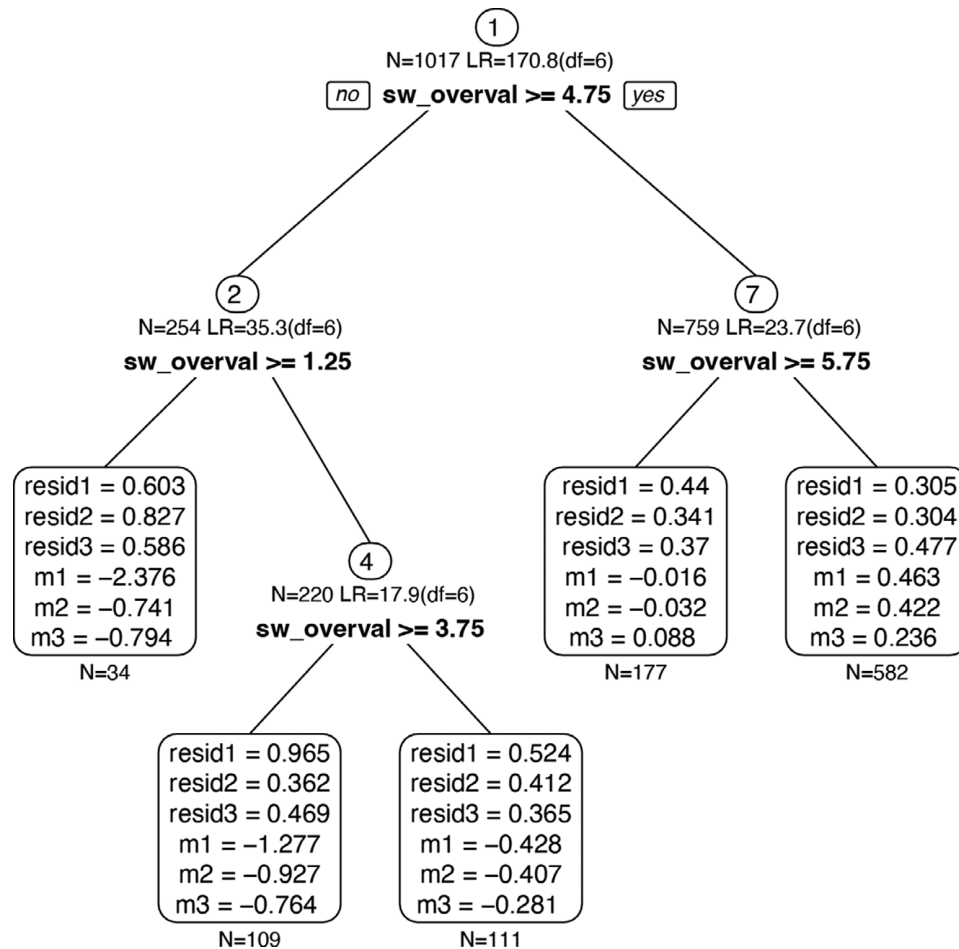 1
N=1017 LR=170.8(df=6)
no sw_overval >= 4.75 yes
2
N=254 LR=35.3(df=6)
sw_overval >= 1.25
7
N=759 LR=23.7(df=6)
sw_overval >= 5.75
resid1 = 0.603
resid2 = 0.827
resid3 = 0.586
m1 = −2.376
m2 = −0.741
m3 = −0.794
N=34
4
N=220 LR=17.9(df=6)
sw_overval >= 3.75
resid1 = 0.44
resid2 = 0.341
resid3 = 0.37
m1 = −0.016
m2 = −0.032
m3 = 0.088
N=177
resid1 = 0.305
resid2 = 0.304
resid3 = 0.477
m1 = 0.463
m2 = 0.422
m3 = 0.236
N=582
resid1 = 0.965
resid2 = 0.362
resid3 = 0.469
m1 = −1.277
m2 = −0.927
m3 = −0.764
N=109
resid1 = 0.524
resid2 = 0.412
resid3 = 0.365
m1 = −0.428
m2 = −0.407
m3 = −0.281
N=111